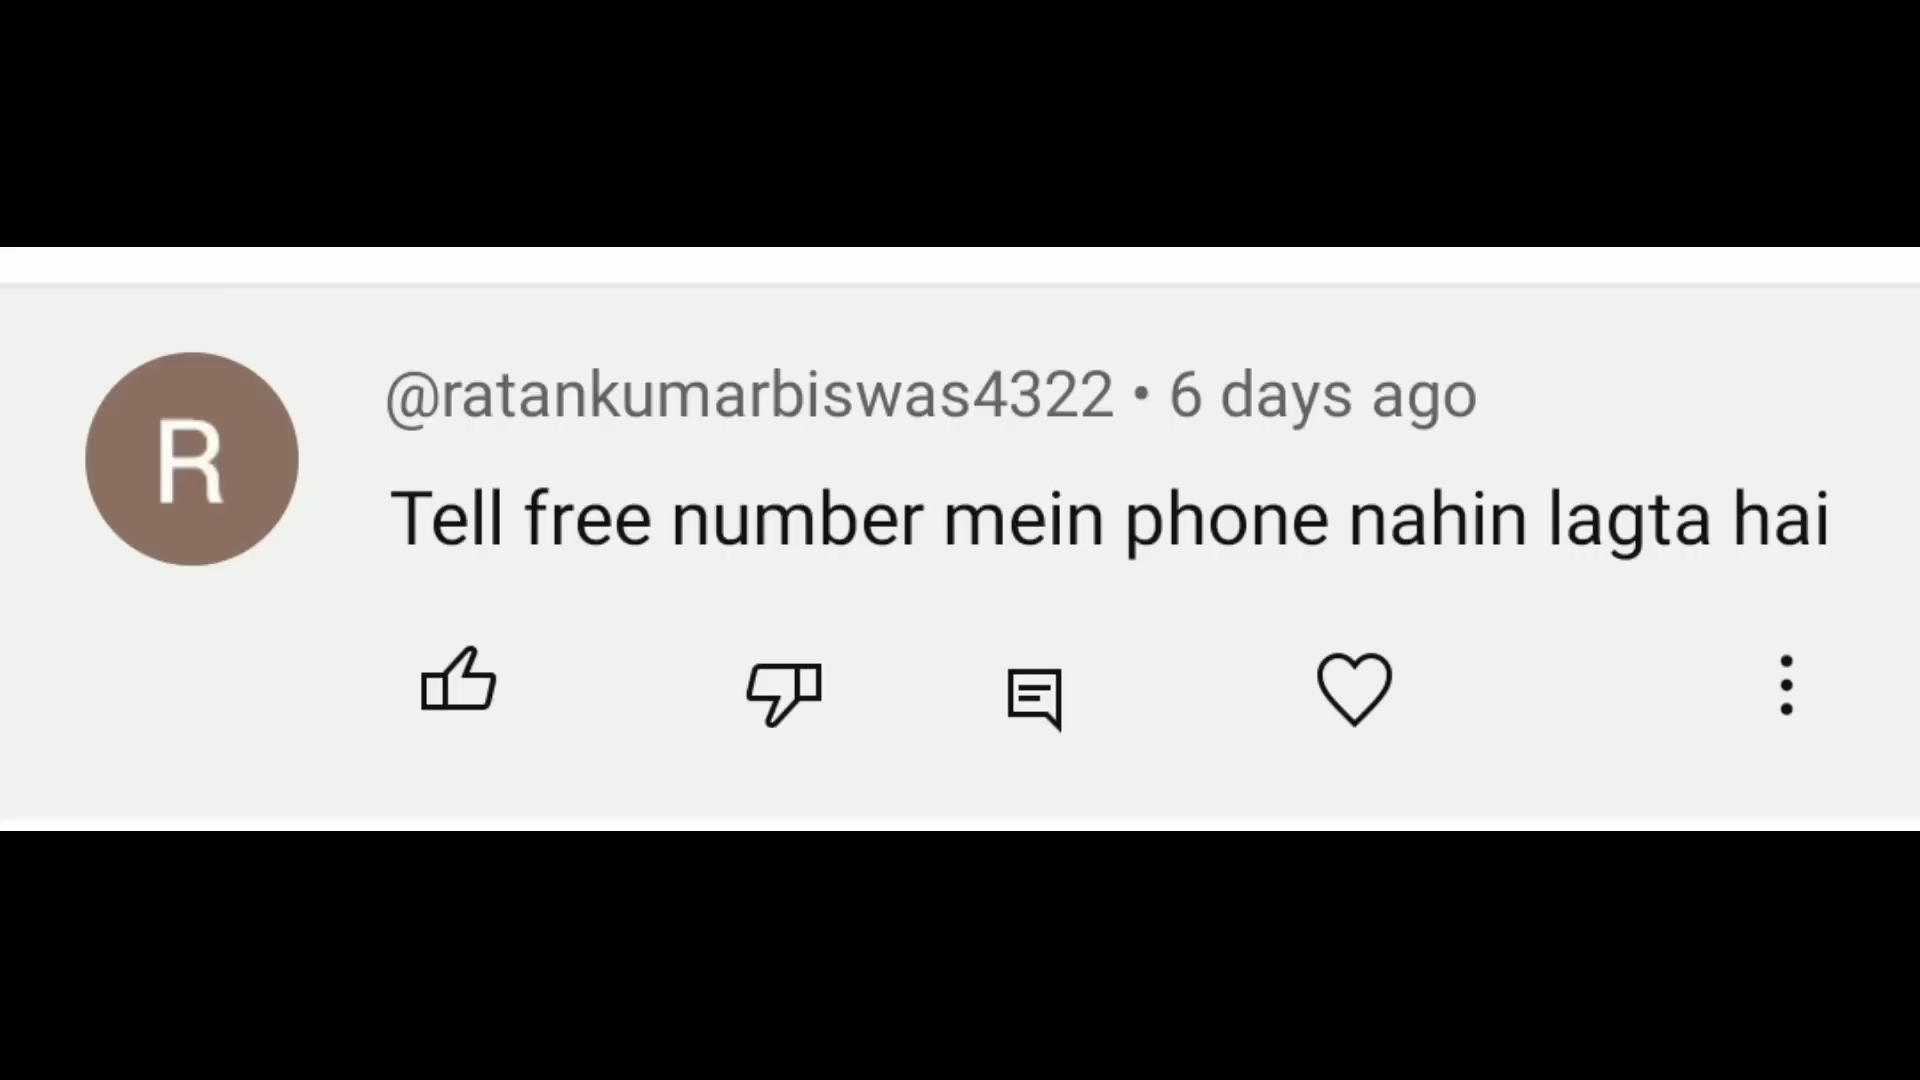 R
@ratankumarbiswas4322 • 6 days ago
Tell free number mein phone nahin lagta hai